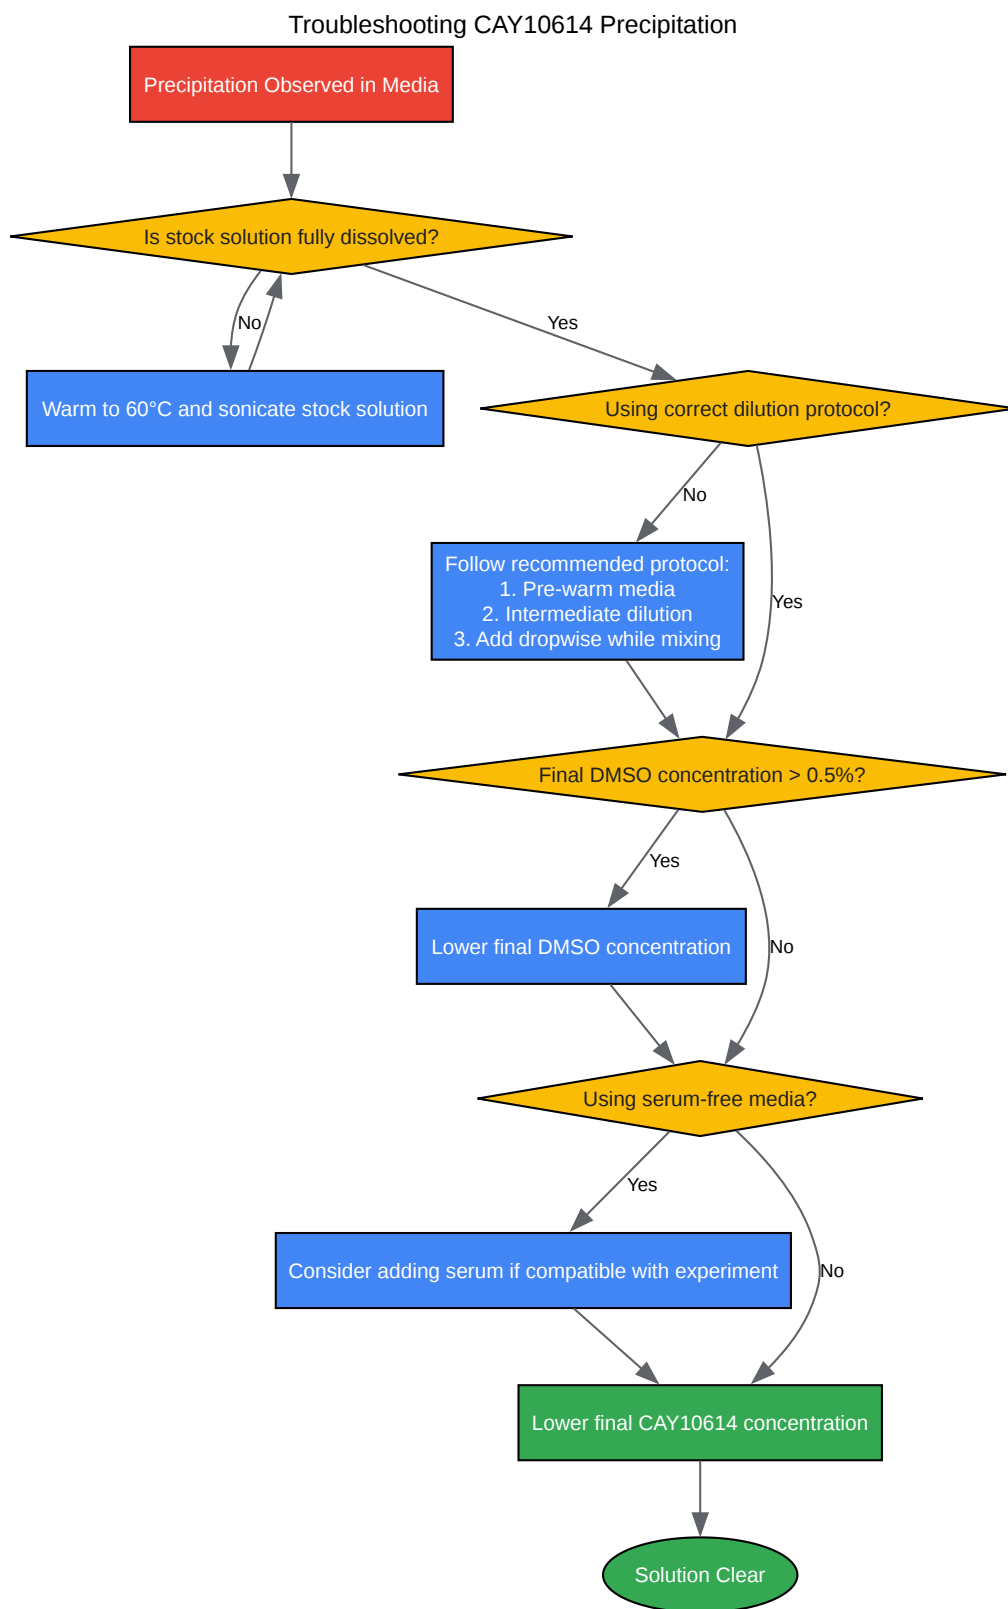 Troubleshooting CAY10614 Precipitation
Precipitation Observed in Media
Is stock solution fully dissolved?
No
Yes
Warm to 60°C and sonicate stock solution
Using correct dilution protocol?
No
Follow recommended protocol:
1. Pre-warm media
2. Intermediate dilution
3. Add dropwise while mixing
Yes
Final DMSO concentration > 0.5%?
Yes
Lower final DMSO concentration
No
Using serum-free media?
Yes
Consider adding serum if compatible with experiment
No
Lower final CAY10614 concentration
Solution Clear